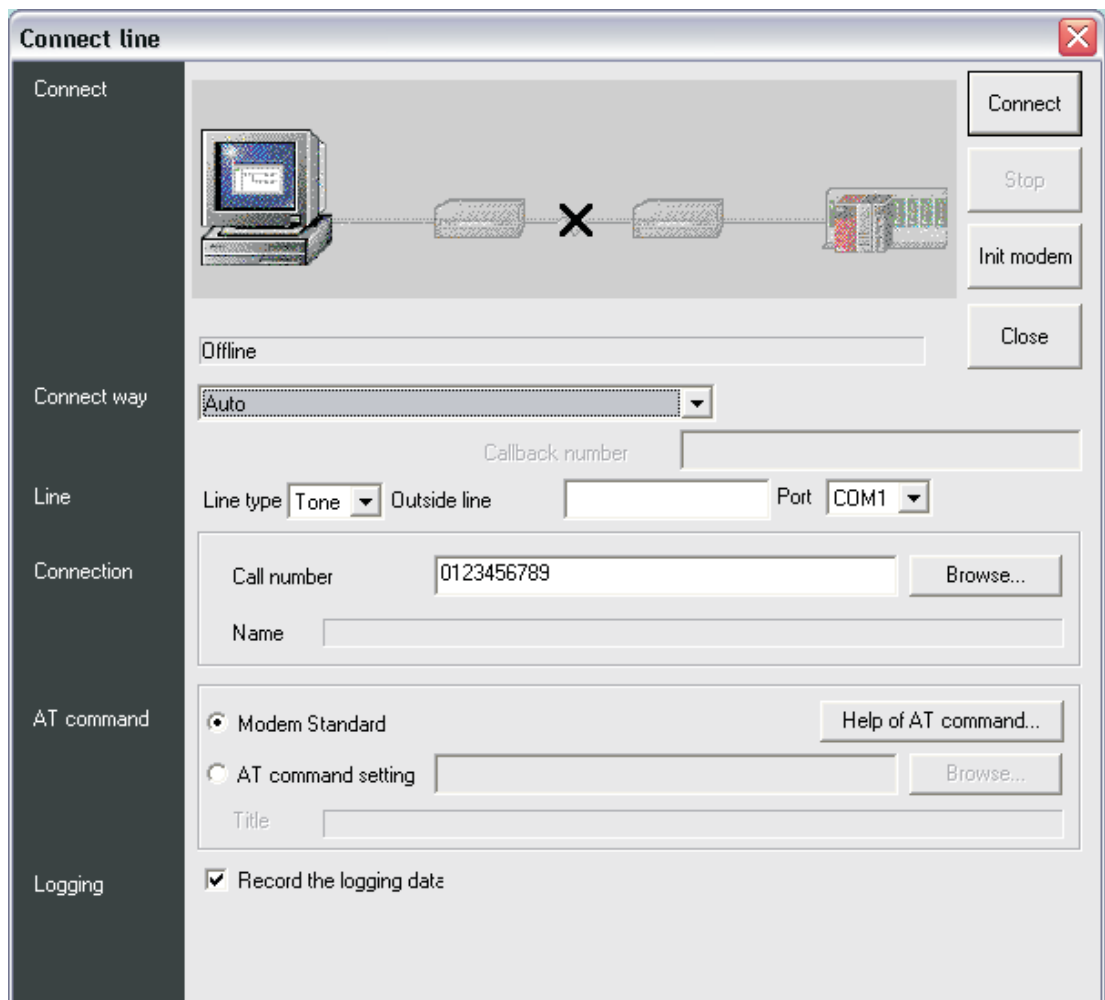 Connect line
Connect
Connect
Stop
Init modem
Close
Offline
Connect way
Auto
Callback number
Line
Line type Tone Outside line Port COM1
Connection
Call number 0123456789 Browse...
Name
AT command
Modem Standard Help of AT command...
AT command setting Browse...
Title
Logging
Record the logging data